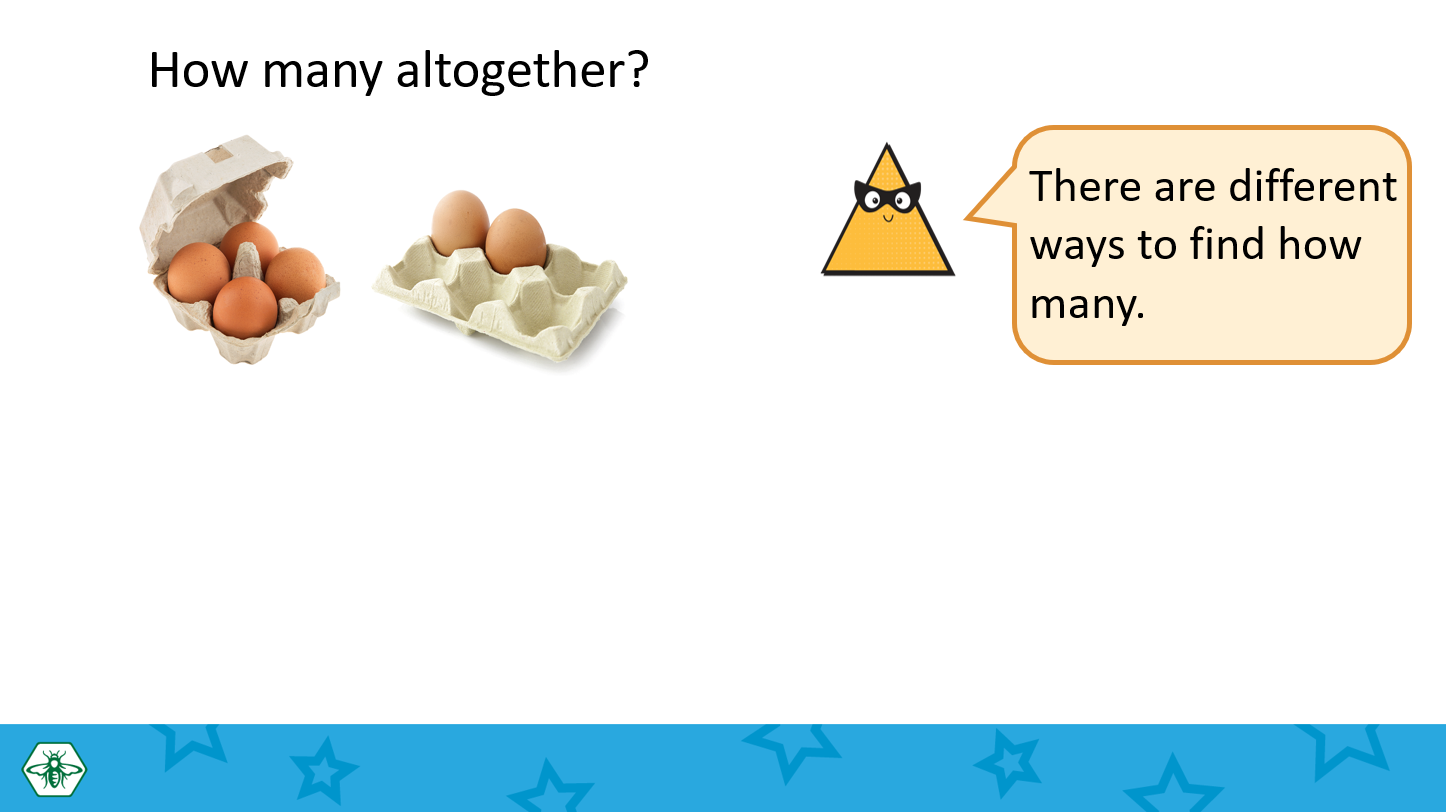 How many altogether?
There are different
ways to find how
many.